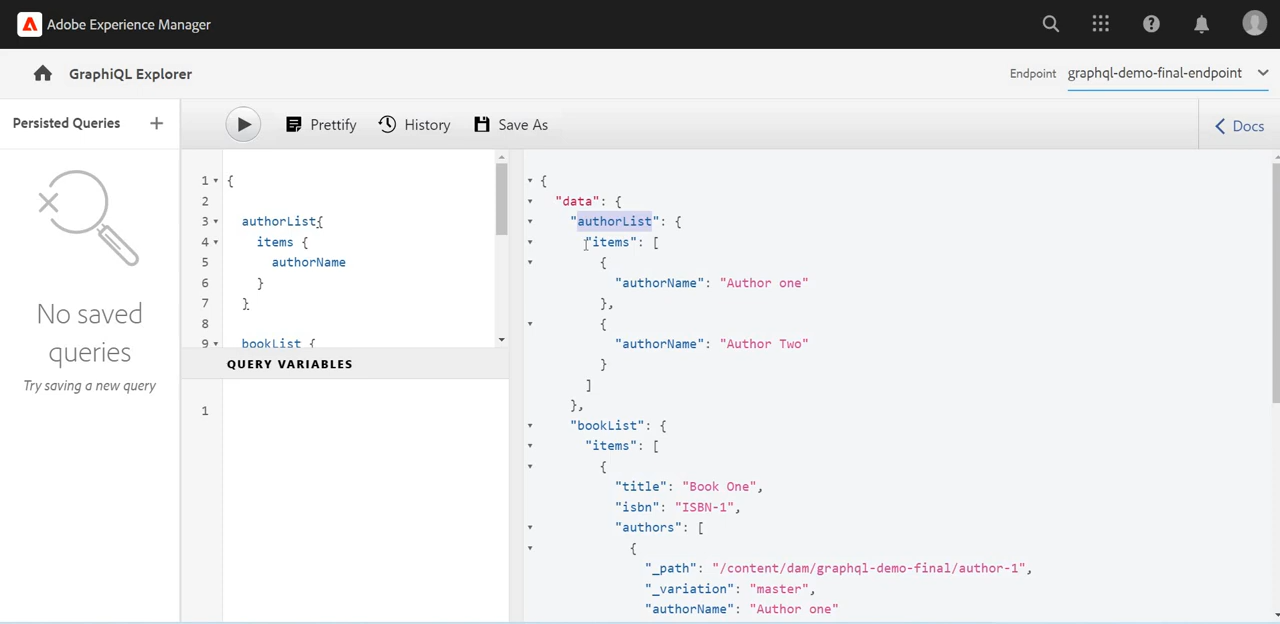 Adobe Experience Manager
GraphiQL Explorer
Endpoint graphql-demo-final-endpoint
Persisted Queries
Prettify History Save As
Docs
No saved
queries
Try saving a new query
1 {
2
3 authorList{
4 items {
5 authorName
6 }
7 }
8
9 bookList {
QUERY VARIABLES
1
{
"data": {
"authorList": {
"items": [
{
"authorName": "Author one"
},
{
"authorName": "Author Two"
}
]
},
"bookList": {
"items": [
{
"title": "Book One",
"isbn": "ISBN-1",
"authors": [
{
"_path": "/content/dam/graphql-demo-final/author-1",
"_variation": "master",
"authorName": "Author one"